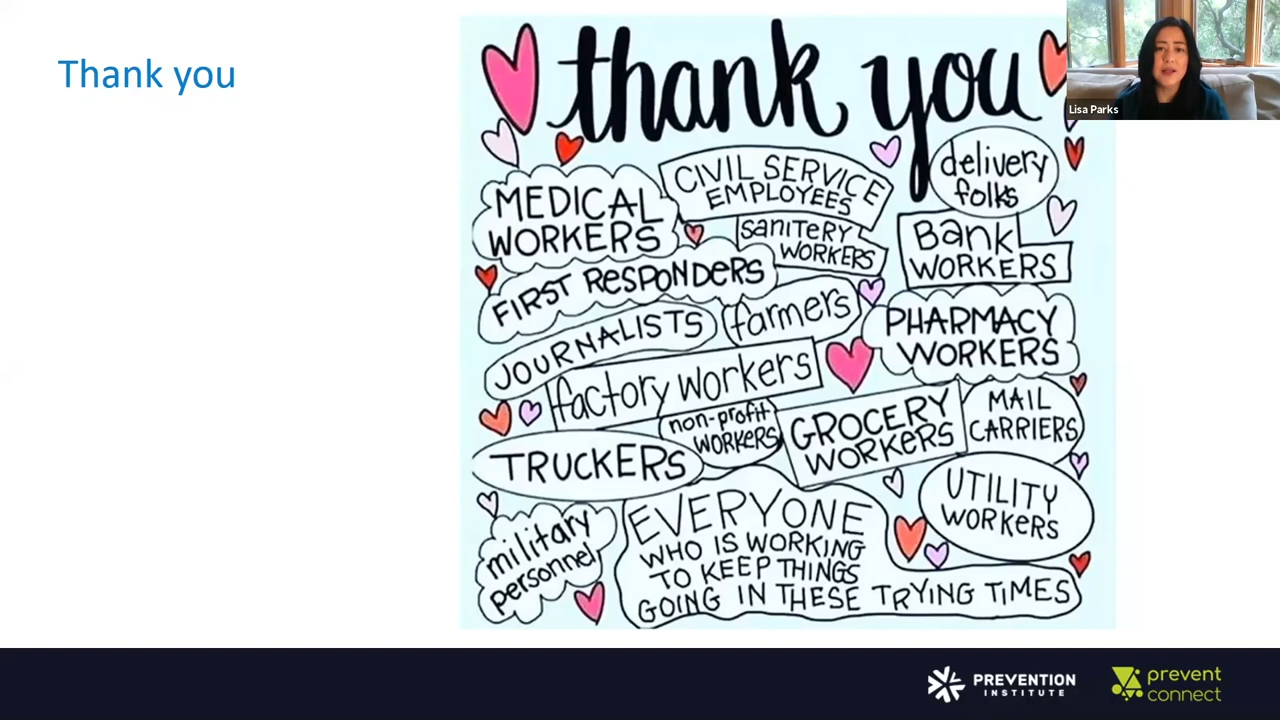 Thank you
thank you
Lisa Parks
MEDICAL
WORKERS
CIVIL SERVICE
EMPLOYEES
delivery
folks
SANITERY
WORKERS
Bank
WORKERS
FIRST RESPONDERS
JOURNALISTS
farmers
PHARMACY
WORKERS
factory workers
non-profit
WORKERS
GROCERY
WORKERS
MAIL
CARRIERS
TRUCKERS
UTILITY
WORKERS
military
personnel
EVERYONE
WHO IS WORKING
TO KEEP THINGS
GOING IN THESE TRYING TIMES
PREVENTION
INSTITUTE
prevent
connect